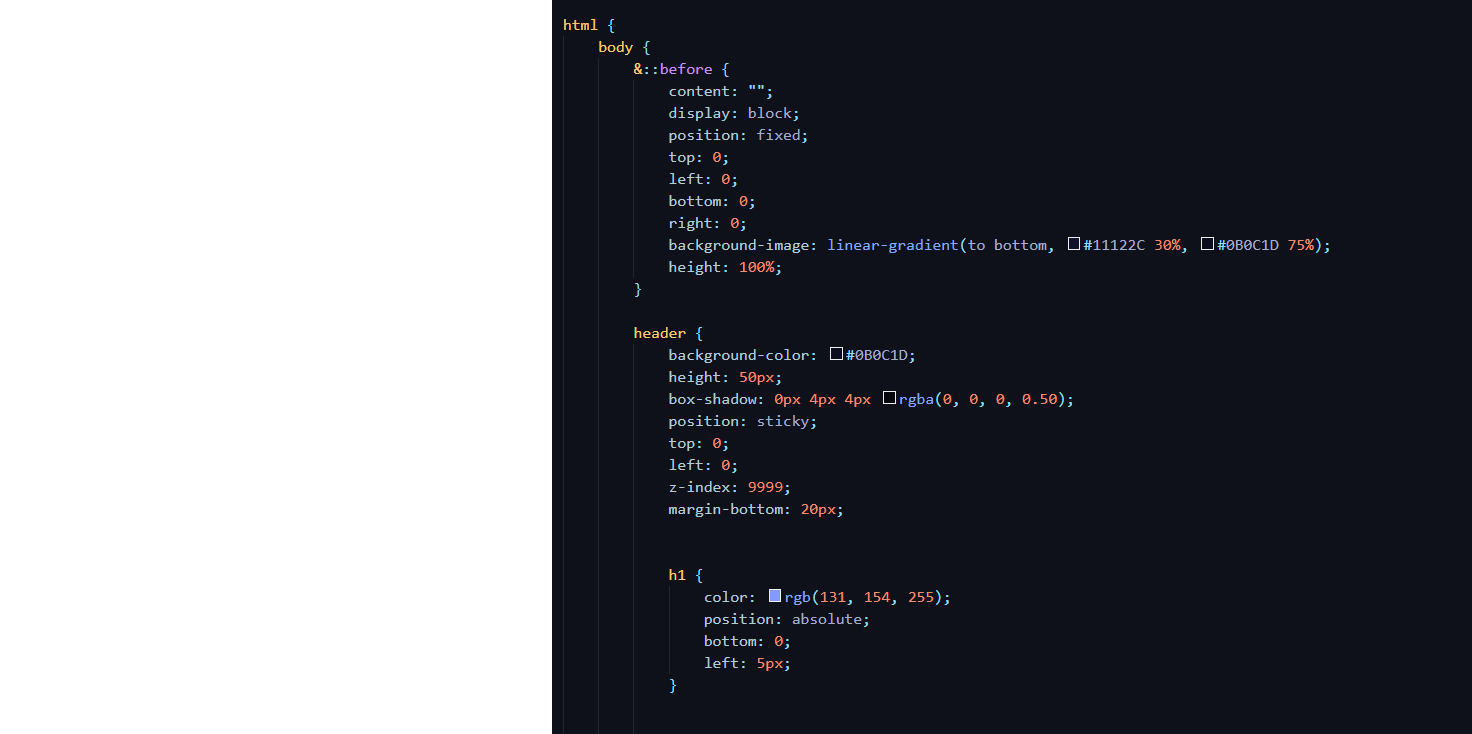 html {
body {
&::before {
content: "";
display: block;
position: fixed;
top: 0;
left: 0;
bottom: 0;
right: 0;
background-image: linear-gradient(to bottom, #11122C 30%, #0B0C1D 75%);
height: 100%;
}
header {
background-color: #0B0C1D;
height: 50px;
box-shadow: 0px 4px 4px rgba(0, 0, 0, 0.50);
position: sticky;
top: 0;
left: 0;
z-index: 9999;
margin-bottom: 20px;
h1 {
color: rgb(131, 154, 255);
position: absolute;
bottom: 0;
left: 5px;
}